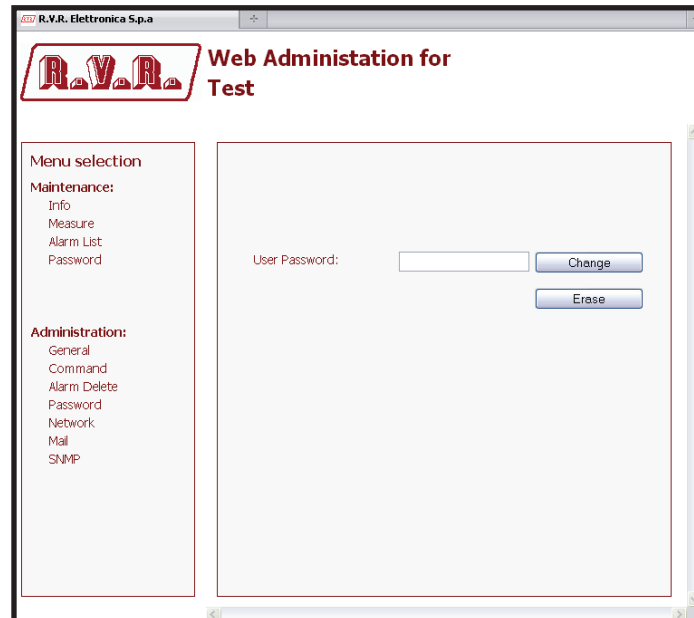 R.V.R. Elettronica S.p.a
R.V.R.
Web Administation for
Test
Menu selection
Maintenance:
Info
Measure
Alarm List
Password
User Password:
Change
Erase
Administration:
General
Command
Alarm Delete
Password
Network
Mail
SNMP